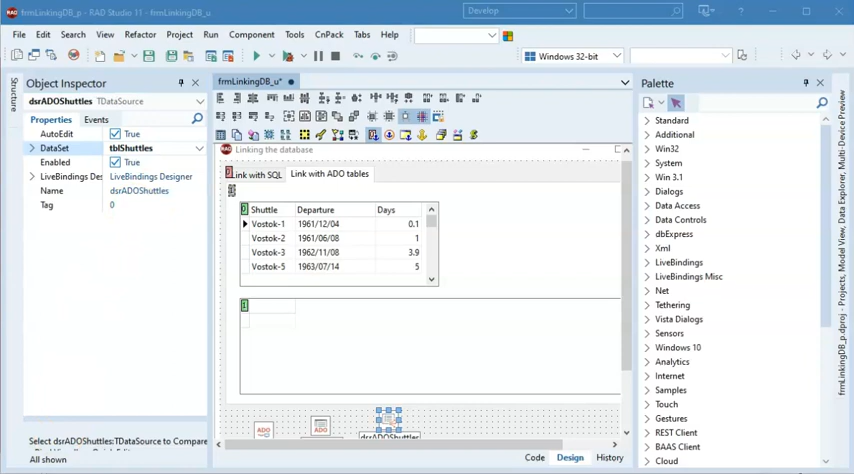 frmLinkingDB_p - RAD Studio 11 - frmLinkingDB_u
Develop
File Edit Search View Refactor Project Run Component Tools CnPack Tabs Help
Windows 32-bit
Structure
Object Inspector
dsrADOShuttles TDataSource
Properties Events
AutoEdit True
DataSet tblShuttles
Enabled True
LiveBindings Des LiveBindings Designer
Name dsrADOShuttles
Tag 0
Select dsrADOShuttles:TDataSource to Compare
All shown
frmLinkingDB_u*
Linking the database
Link with SQL Link with ADO tables
Shuttle Departure Days
Vostok-1 1961/12/04 0.1
Vostok-2 1961/06/08 1
Vostok-3 1962/11/08 3.9
Vostok-5 1963/07/14 5
ADO
dsrADOShuttles
Code Design History
Palette
Standard
Additional
Win32
System
Win 3.1
Dialogs
Data Access
Data Controls
dbExpress
Xml
LiveBindings
LiveBindings Misc
Net
Tethering
Vista Dialogs
Sensors
Windows 10
Analytics
Internet
Samples
Touch
Gestures
REST Client
BAAS Client
Cloud
frmLinkingDB_p.dproj - Projects, Model View, Data Explorer, Multi-Device Preview